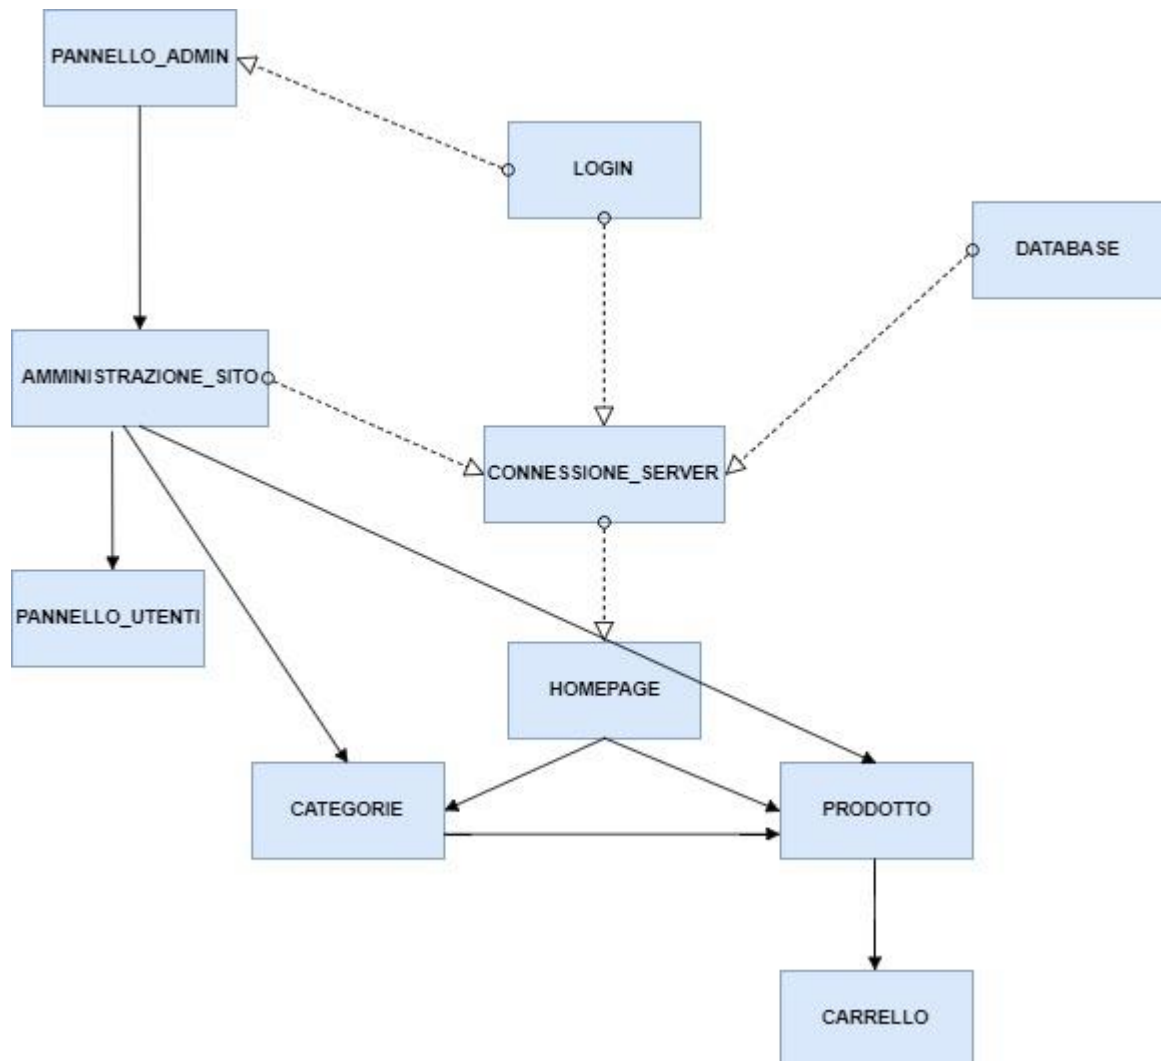 PANNELLO_ADMIN
LOGIN
DATABASE
AMMINISTRAZIONE_SITO
CONNESSIONE_SERVER
PANNELLO_UTENTI
HOMEPAGE
CATEGORIE
PRODOTTO
CARRELLO